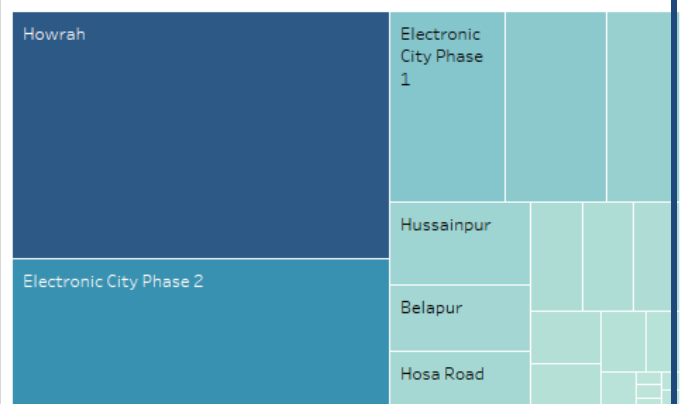 Howrah
Electronic
City Phase
1
Hussainpur
Electronic City Phase 2
Belapur
Hosa Road